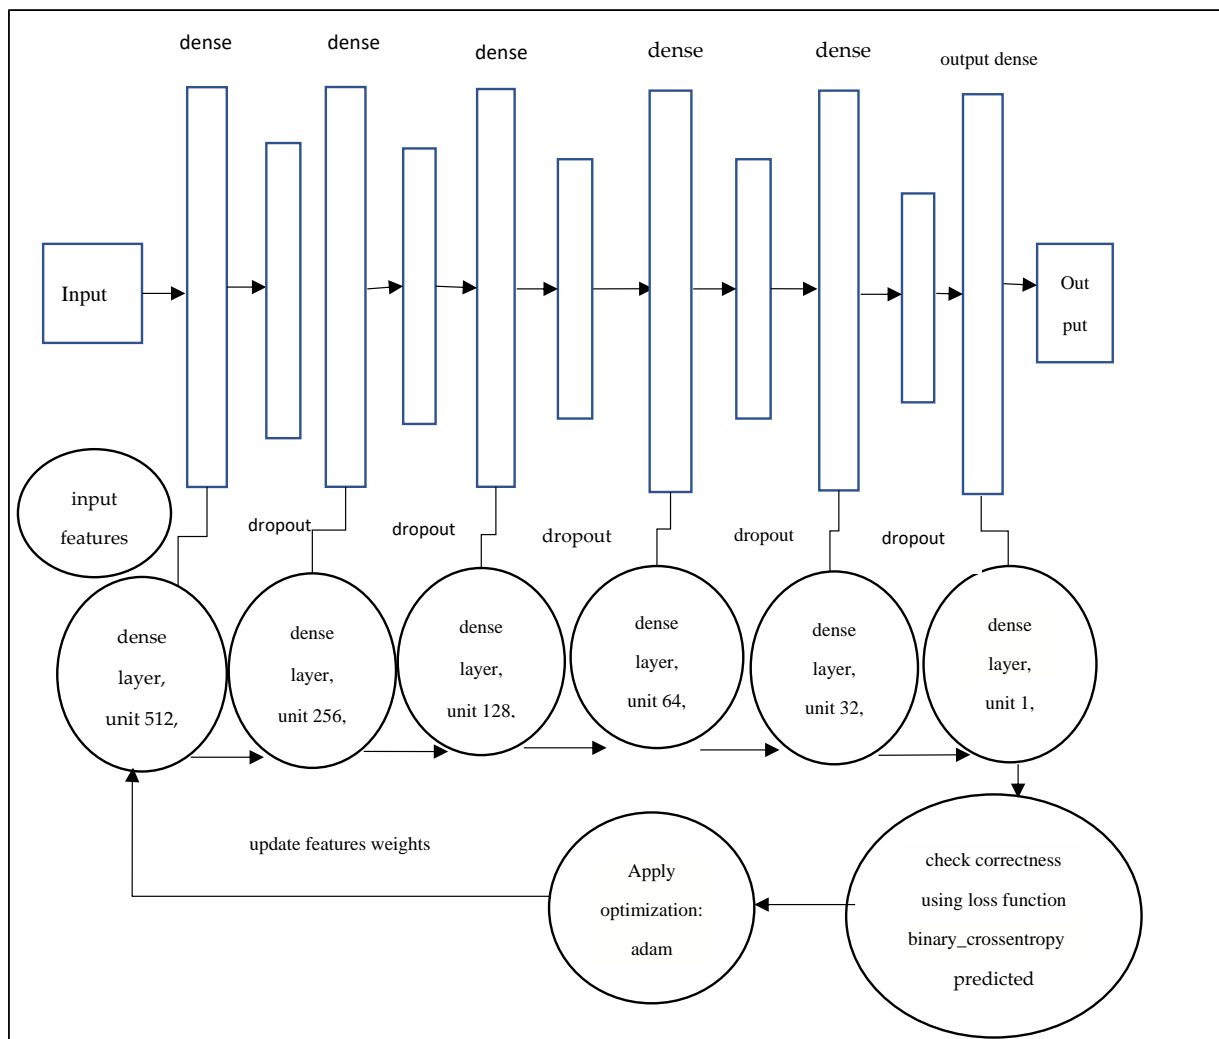 dense
dense
dense
dense
dense
output dense
Input
Out
put
input
features
dropout
dropout
dropout
dropout
dropout
dense
layer,
unit 512,
dense
layer,
unit 256,
dense
layer,
unit 128,
dense
layer,
unit 64,
dense
layer,
unit 32,
dense
layer,
unit 1,
update features weights
Apply
optimization:
adam
check correctness
using loss function
binary_crossentropy
predicted